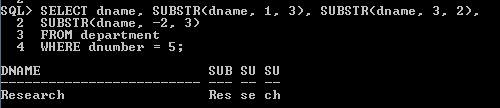 SQL> SELECT dname, SUBSTR(dname, 1, 3), SUBSTR(dname, 3, 2),
2 SUBSTR(dname, -2, 3)
3 FROM department
4 WHERE dnumber = 5;
DNAME SUB SU SU
------------------------- --- -- --
Research Res se ch